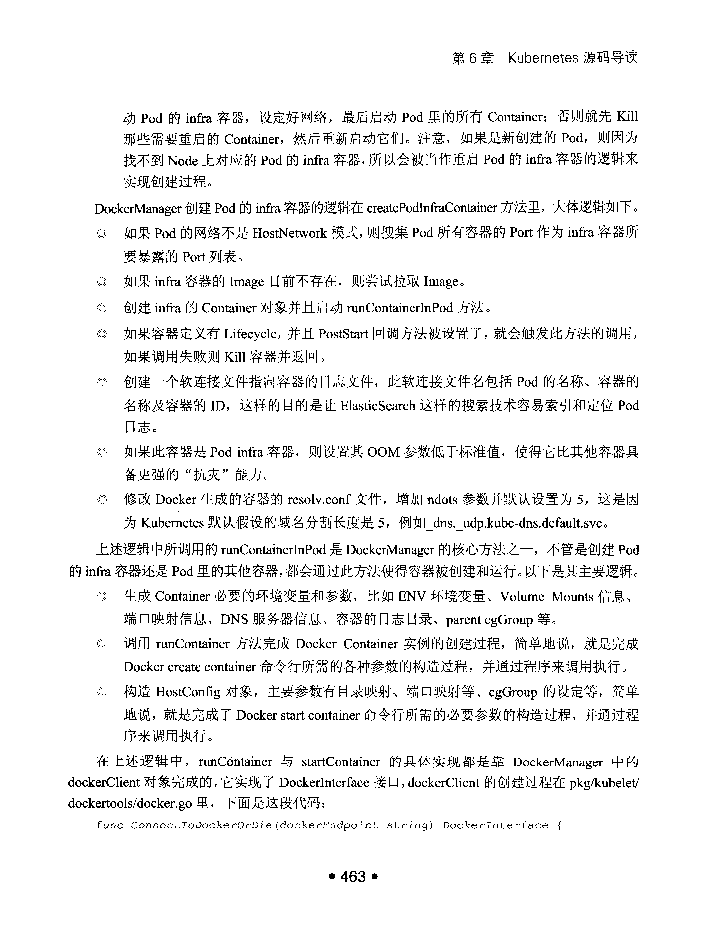 第 6 章 Kubernetes 源码导读
动 Pod 的 infra 容器，设定好网络，最后启动 Pod 里的所有 Container；否则就先 Kill
那些需要重启的 Container，然后重新启动它们。注意，如果是新创建的 Pod，则因为
找不到 Node 上对应的 Pod 的 infra 容器，所以会被当作重启 Pod 的 infra 容器的逻辑来
实现创建过程。
DockerManager 创建 Pod 的 infra 容器的逻辑在 createPodInfraContainer 方法里，大体逻辑如下。
◎ 如果 Pod 的网络不是 HostNetwork 模式，则搜集 Pod 所有容器的 Port 作为 infra 容器所
要暴露的 Port 列表。
◎ 如果 infra 容器的 Image 目前不存在，则尝试拉取 Image。
◎ 创建 infra 的 Container 对象并且启动 runContainerInPod 方法。
◎ 如果容器定义有 Lifecycle，并且 PostStart 回调方法被设置了，就会触发此方法的调用，
如果调用失败则 Kill 容器并返回。
◎ 创建一个软连接文件指向容器的日志文件，此软连接文件名包括 Pod 的名称、容器的
名称及容器的 ID，这样的目的是让 ElasticSearch 这样的搜索技术容易索引和定位 Pod
日志。
◎ 如果此容器是 Pod infra 容器，则设置其 OOM 参数低于标准值，使得它比其他容器具
备更强的“抗灾”能力。
◎ 修改 Docker 生成的容器的 resolv.conf 文件，增加 ndots 参数并默认设置为 5，这是因
为 Kubernetes 默认假设的域名分割长度是 5，例如_dns._udp.kube-dns.default.svc。
上述逻辑中所调用的 runContainerInPod 是 DockerManager 的核心方法之一，不管是创建 Pod
的 infra 容器还是 Pod 里的其他容器，都会通过此方法使得容器被创建和运行。以下是其主要逻辑。
◎ 生成 Container 必要的环境变量和参数，比如 ENV 环境变量、Volume Mounts 信息、
端口映射信息、DNS 服务器信息、容器的日志目录、parent cgGroup 等。
◎ 调用 runContainer 方法完成 Docker Container 实例的创建过程，简单地说，就是完成
Docker create container 命令行所需的各种参数的构造过程，并通过程序来调用执行。
◎ 构造 HostConfig 对象，主要参数有目录映射、端口映射等、cgGroup 的设定等，简单
地说，就是完成了 Docker start container 命令行所需的必要参数的构造过程，并通过程
序来调用执行。
在上述逻辑中，runContainer 与 startContainer 的具体实现都是靠 DockerManager 中的
dockerClient 对象完成的，它实现了 DockerInterface 接口，dockerClient 的创建过程在 pkg/kubelet/
dockertools/docker.go 里，下面是这段代码：
func ConnectToDockerOrDie(dockerEndpoint string) DockerInterface {
• 463 •